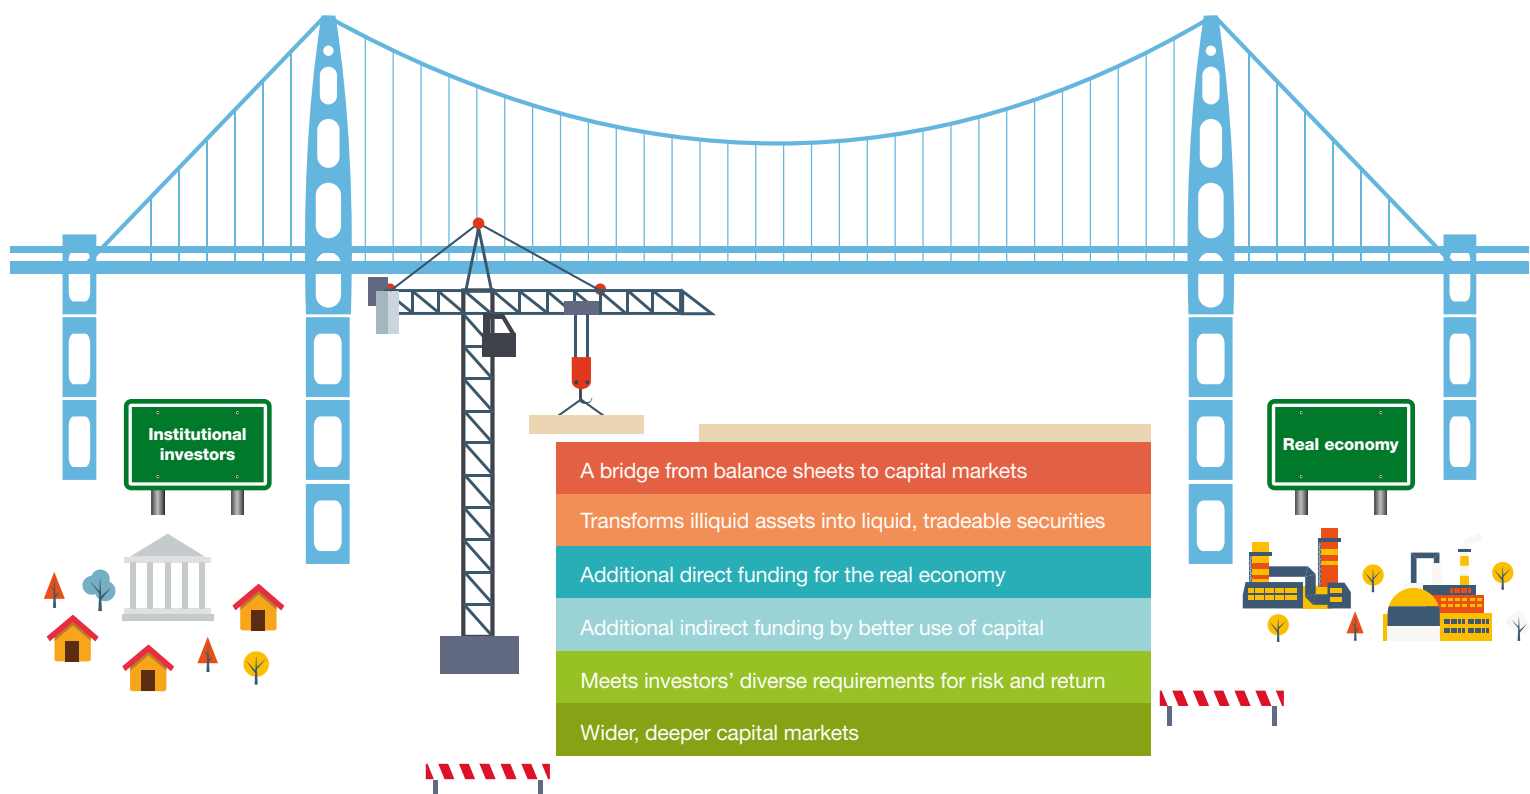 Institutional
investors
Real economy
A bridge from balance sheets to capital markets
Transforms illiquid assets into liquid, tradeable securities
Additional direct funding for the real economy
Additional indirect funding by better use of capital
Meets investors’ diverse requirements for risk and return
Wider, deeper capital markets